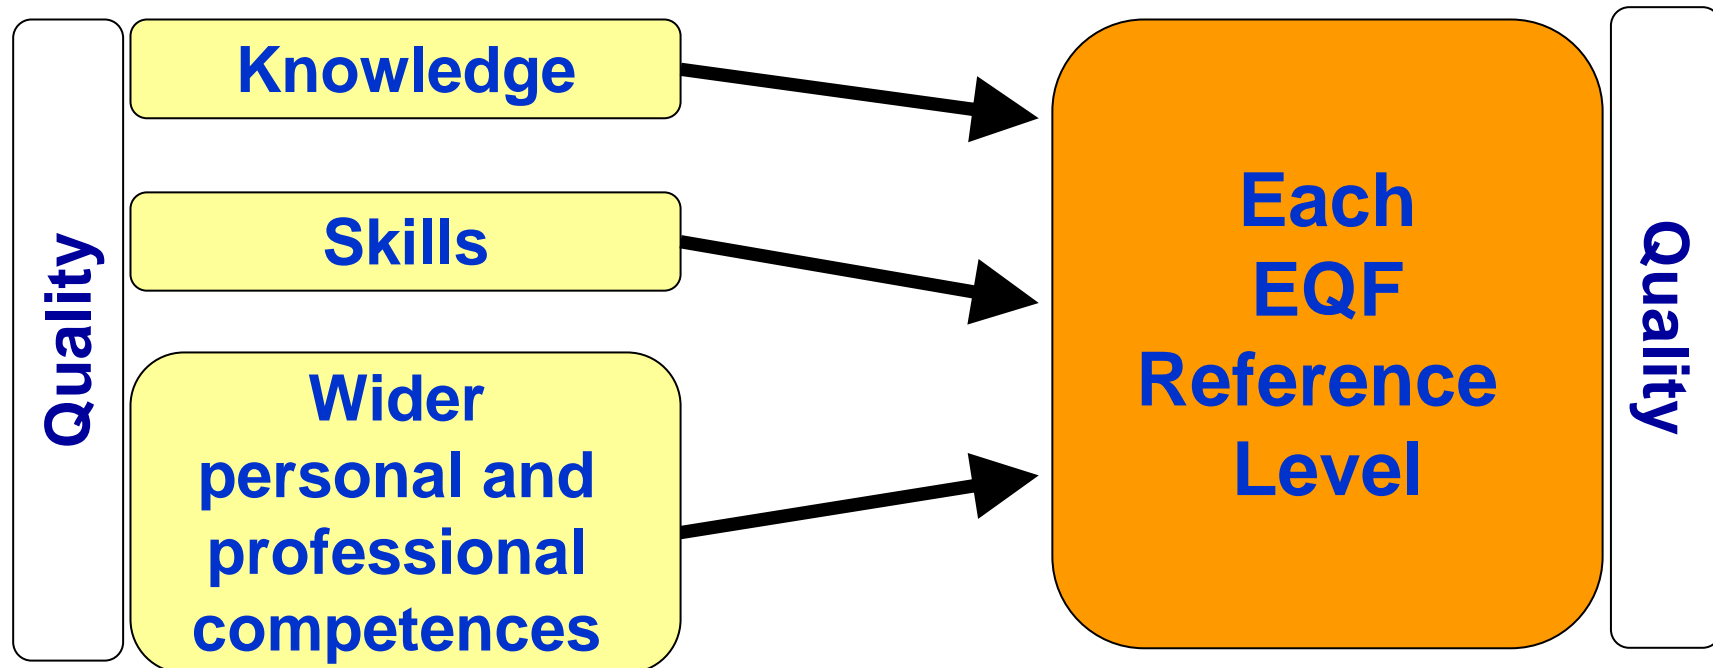 Quality
Knowledge
Skills
Wider
personal and
professional
competences
Each
EQF
Reference
Level
Quality